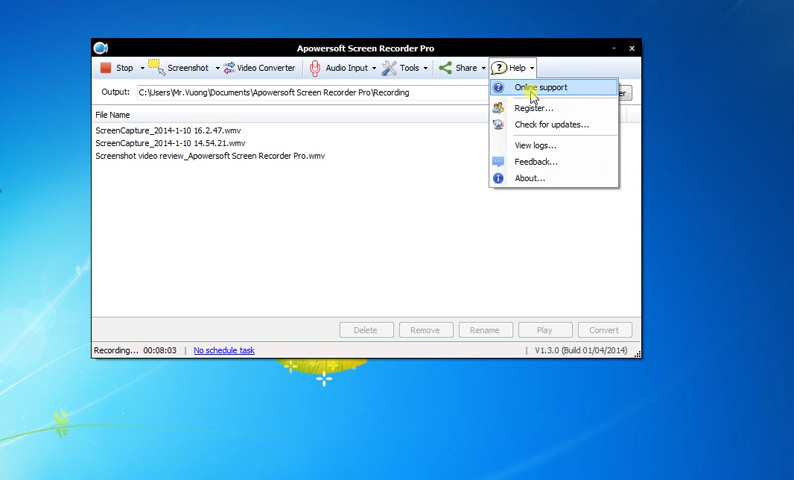 Apowersoft Screen Recorder Pro
Stop Screenshot Video Converter Audio Input Tools Share Help
Output: C:\Users\Mr.Vuong\Documents\Apowersoft Screen Recorder Pro\Recording
Online support
Register...
Check for updates...
View logs...
Feedback...
About...
File Name
ScreenCapture_2014-1-10 16.2.47.wmv
ScreenCapture_2014-1-10 14.54.21.wmv
Screenshot video review_Apowersoft Screen Recorder Pro.wmv
Delete Remove Rename Play Convert
Recording... 00:08:03 | No schedule task | V1.3.0 (Build 01/04/2014)